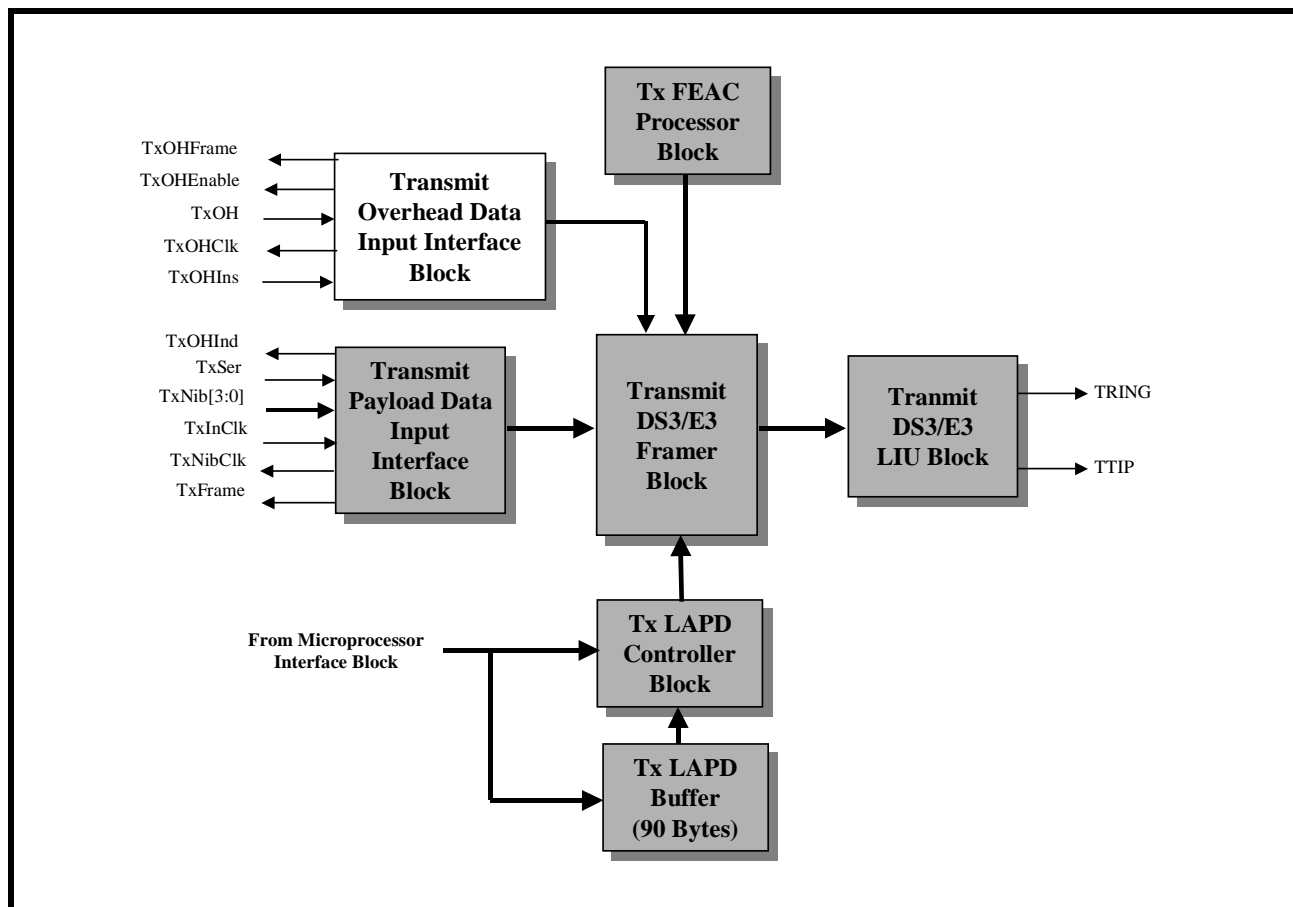 Tx FEAC
Processor
Block
TxOHFrame
TxOHEnable
TxOH
TxOHClk
TxOHIns
Transmit
Overhead Data
Input Interface
Block
TxOHInd
TxSer
TxNib[3:0]
TxInClk
TxNibClk
TxFrame
Transmit
Payload Data
Input
Interface
Block
Transmit
DS3/E3
Framer
Block
Tranmit
DS3/E3
LIU Block
TRING
TTIP
From Microprocessor
Interface Block
Tx LAPD
Controller
Block
Tx LAPD
Buffer
(90 Bytes)